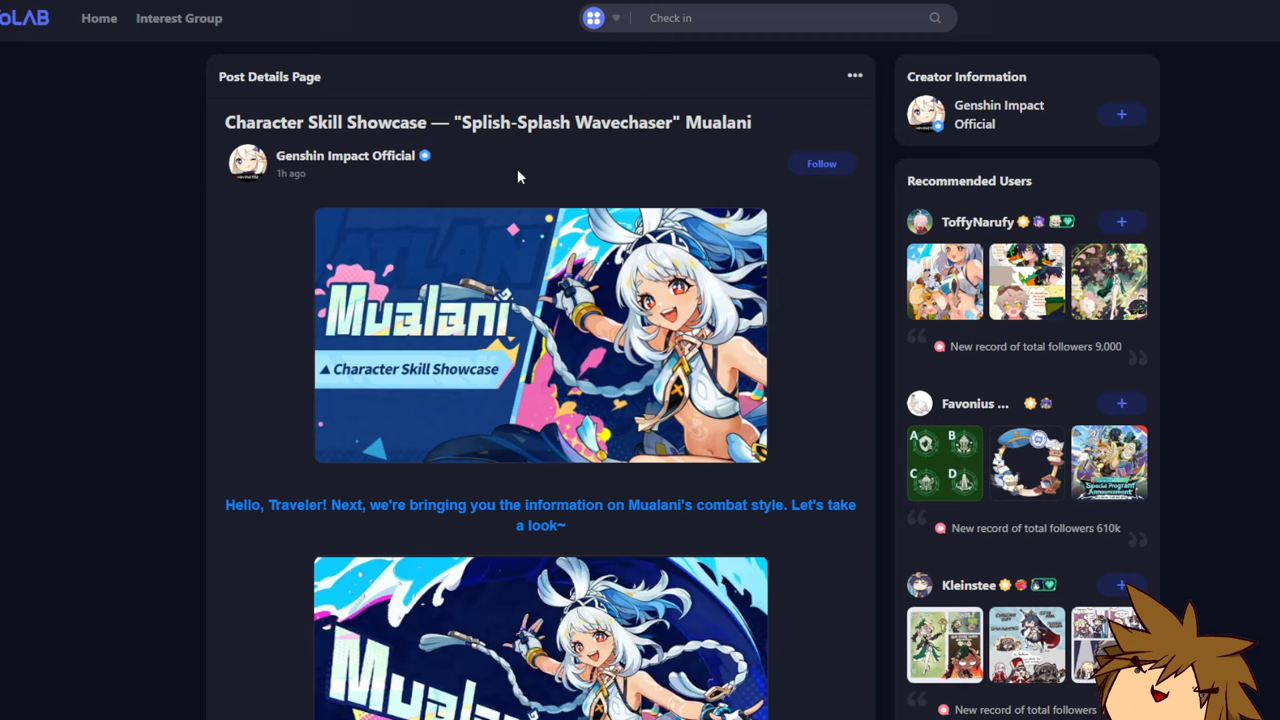 oLAB
Home
Interest Group
Check in
Post Details Page
Character Skill Showcase — "Splish-Splash Wavechaser" Mualani
Genshin Impact Official
1h ago
Follow
Mualani
Character Skill Showcase
Hello, Traveler! Next, we're bringing you the information on Mualani's combat style. Let's take
a look~
Mual
Creator Information
Genshin Impact
Official
Recommended Users
ToffyNarufy
New record of total followers 9,000
Favonius ...
A
B
C
D
Special Program
Announcement
New record of total followers 610k
Kleinstee
New record of total followers